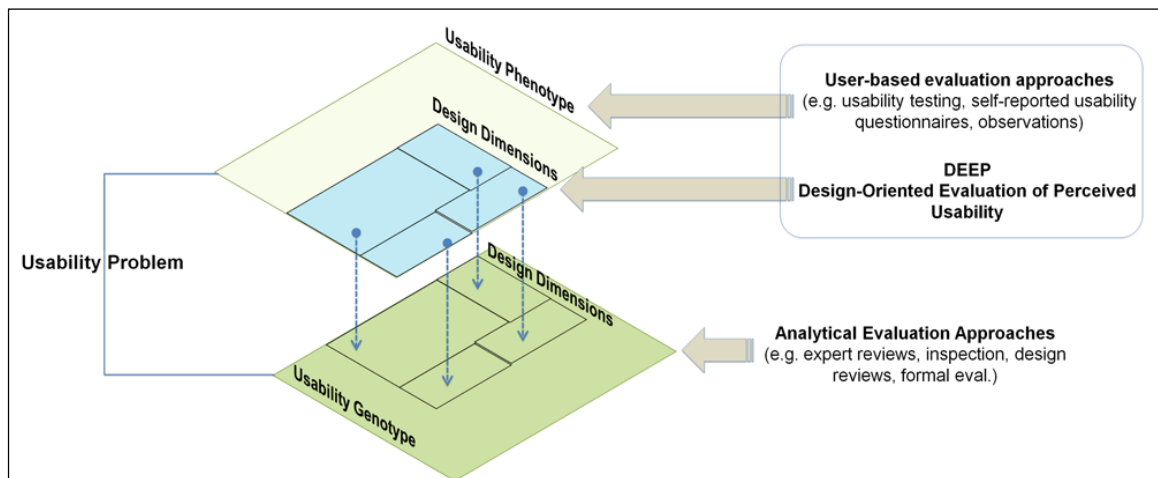 Usability Phenotype
Design Dimensions
User-based evaluation approaches
(e.g. usability testing, self-reported usability
questionnaires, observations)
DEEP
Design-Oriented Evaluation of Perceived
Usability
Usability Problem
Design Dimensions
Usability Genotype
Analytical Evaluation Approaches
(e.g. expert reviews, inspection, design
reviews, formal eval.)